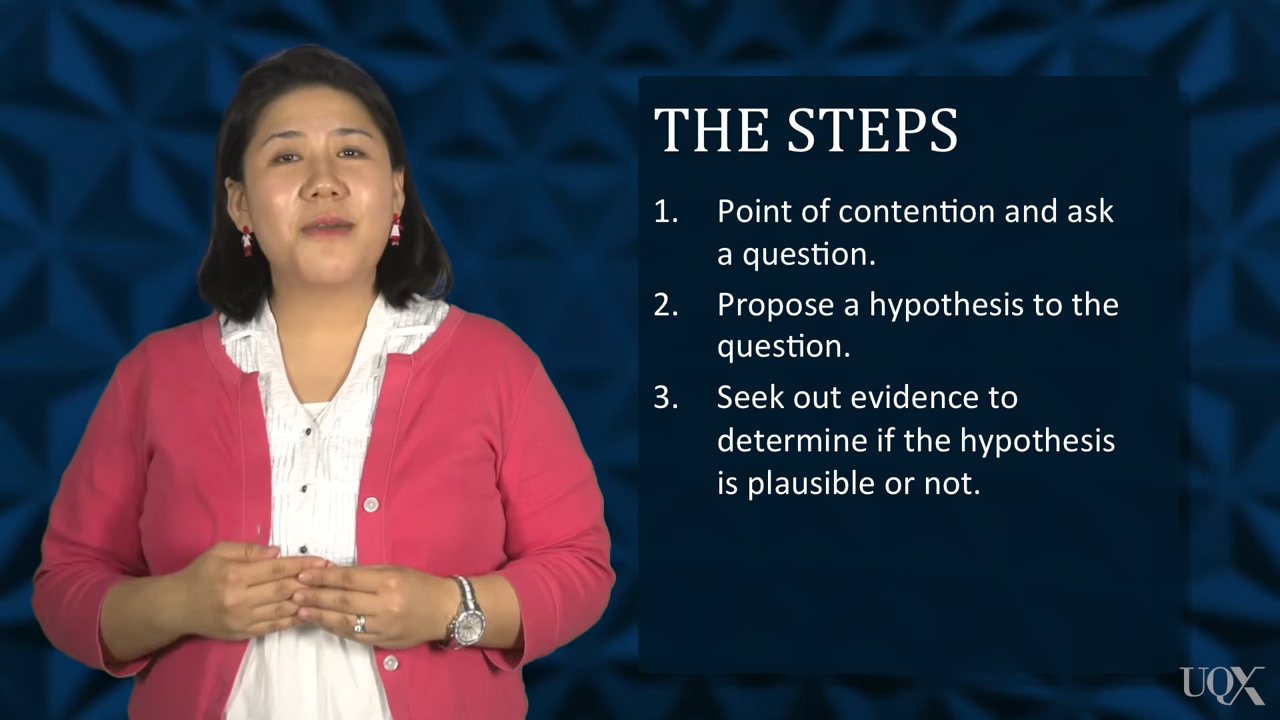 THE STEPS
1. Point of contention and ask
a question.
2. Propose a hypothesis to the
question.
3. Seek out evidence to
determine if the hypothesis
is plausible or not.
UQX